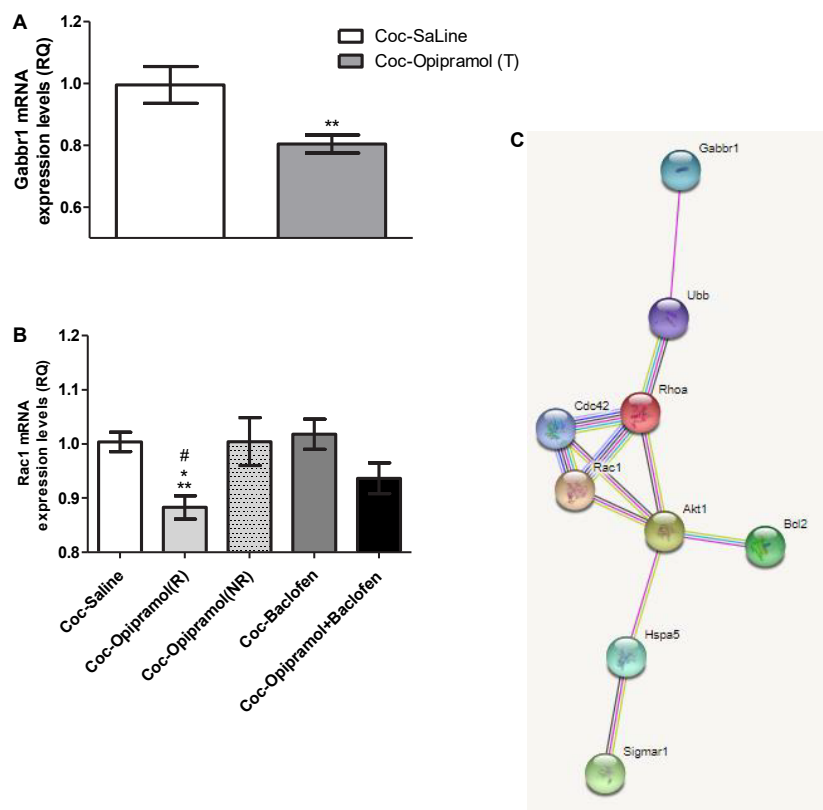 A
Gabbr1 mRNA
expression levels (RQ)
1.2
1.0
0.8
0.6
**
Coc-SaLine
Coc-Opipramol (T)
B
Rac1 mRNA
expression levels (RQ)
1.2
1.1
1.0
0.9
0.8
#
*
**
Coc-Saline
Coc-Opipramol(R)
Coc-Opipramol(NR)
Coc-Baclofen
Coc-Opipramol+Baclofen
C
Gabbr1
Ubb
Rhoa
Cdc42
Rac1
Akt1
Bcl2
Hspa5
Sigmar1